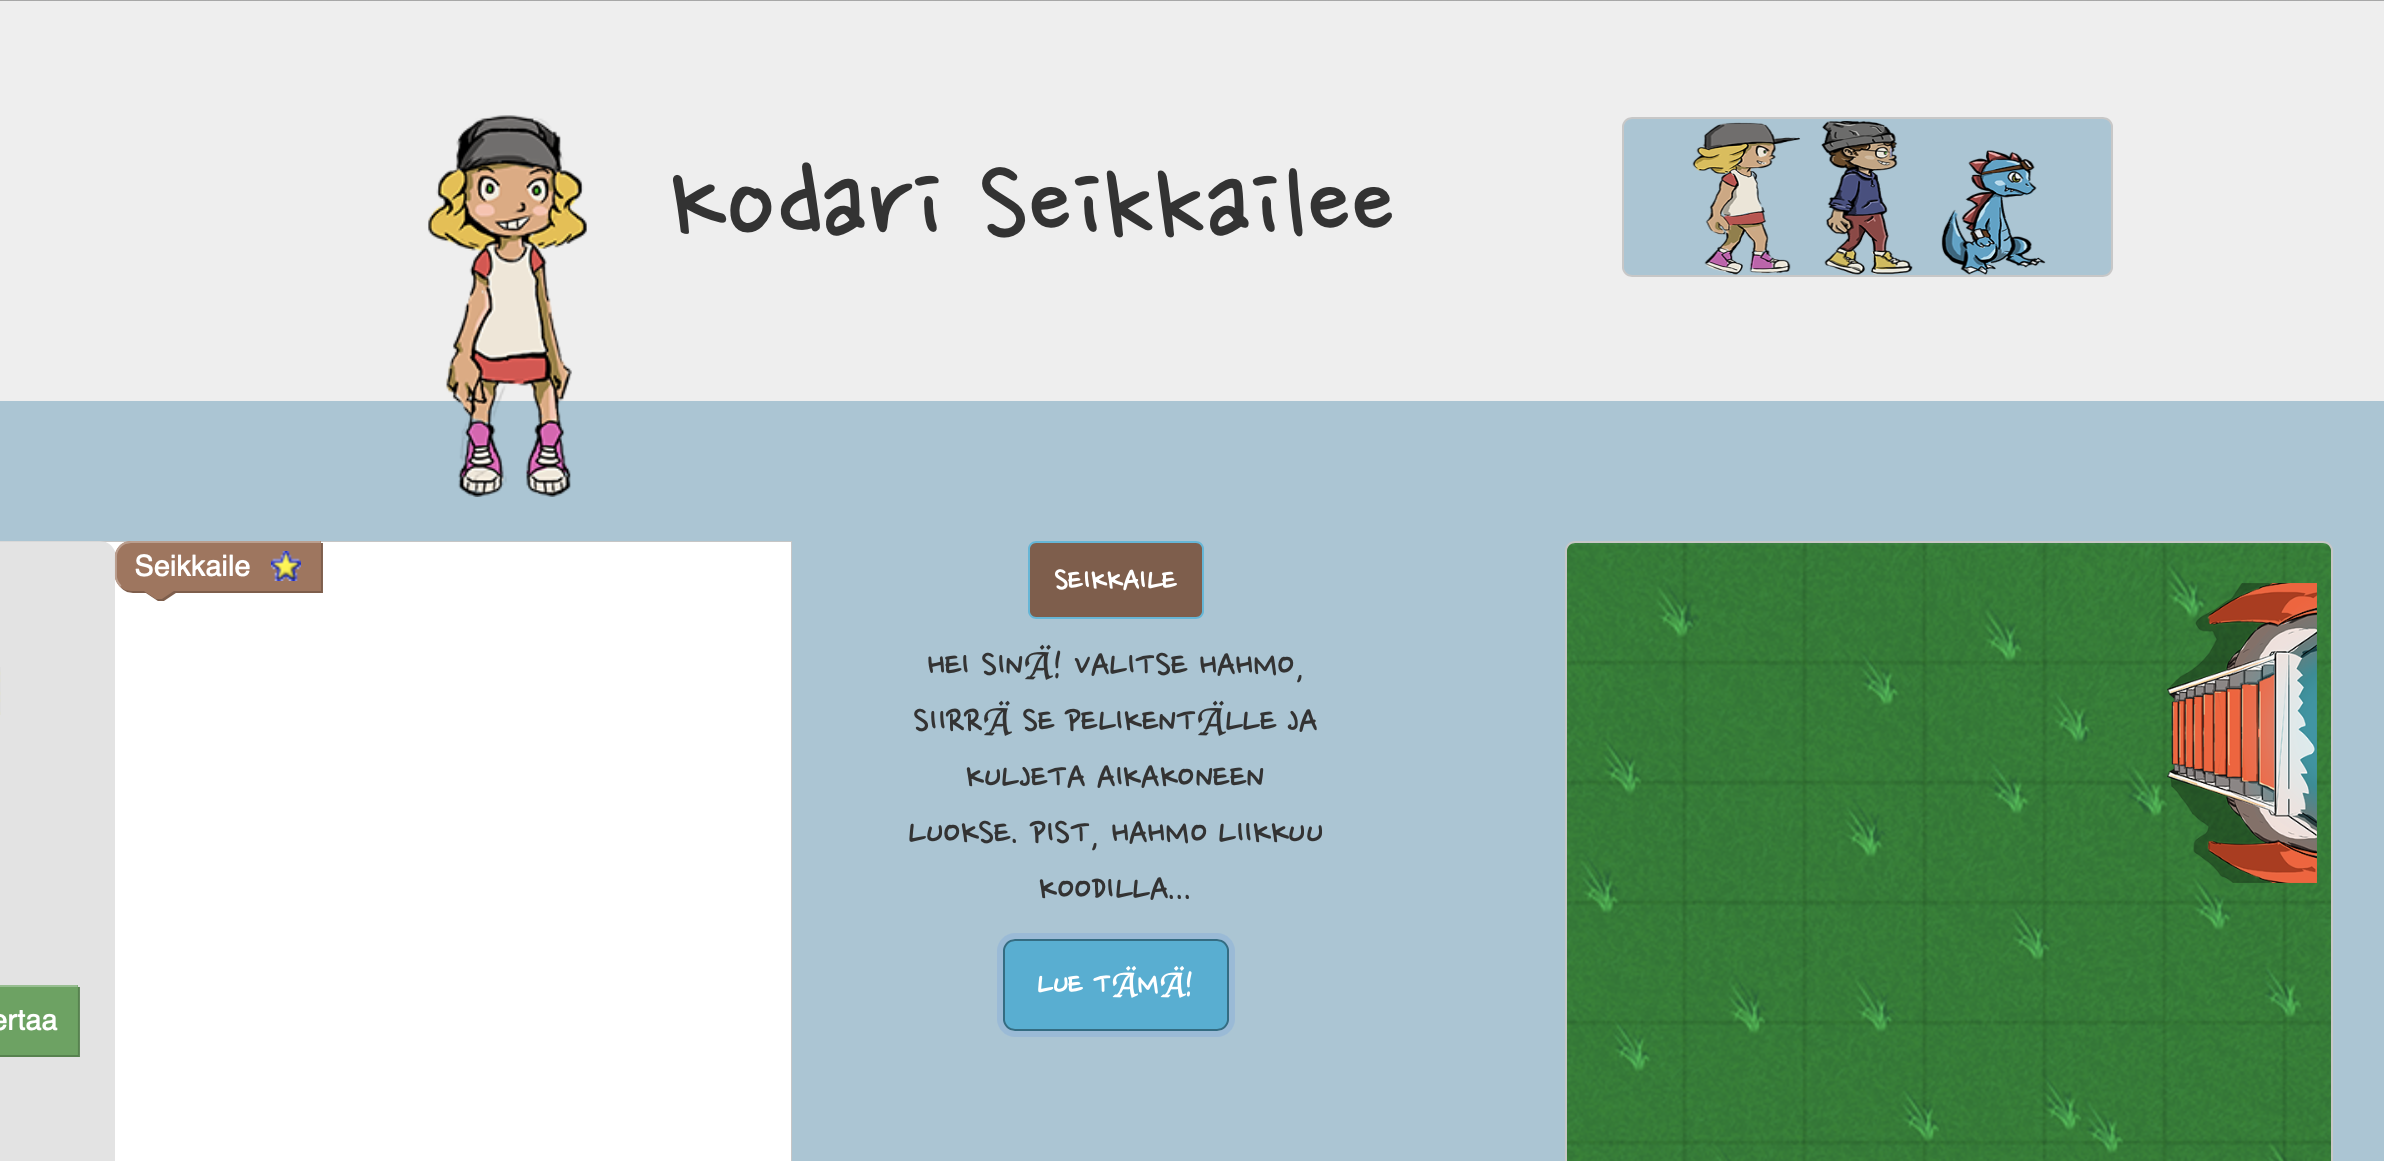 Kodari Seikkailee
Seikkaile
SEIKKAILE
HEI SINÄ! VALITSE HAHMO,
SIIRRÄ SE PELIKENTÄLLE JA
KULJETA AIKAKONEEN
LUOKSE. PIST, HAHMO LIIKKUU
KOODILLA...
LUE TÄMÄ!
ertaa